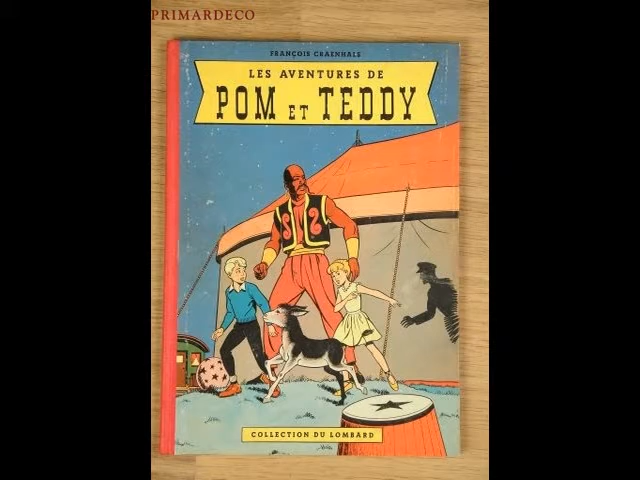 PRIMARDECO
FRANÇOIS CRAENHALS
LES AVENTURES DE
POM ET TEDDY
COLLECTION DU LOMBARD